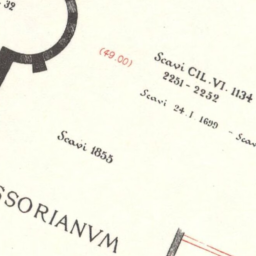 . 32
(49.00)
Scavi CIL.VI. 1134
2251-2252
Scavi 24.1 1699 - Scav
Scavi 1855
SSORIANVM